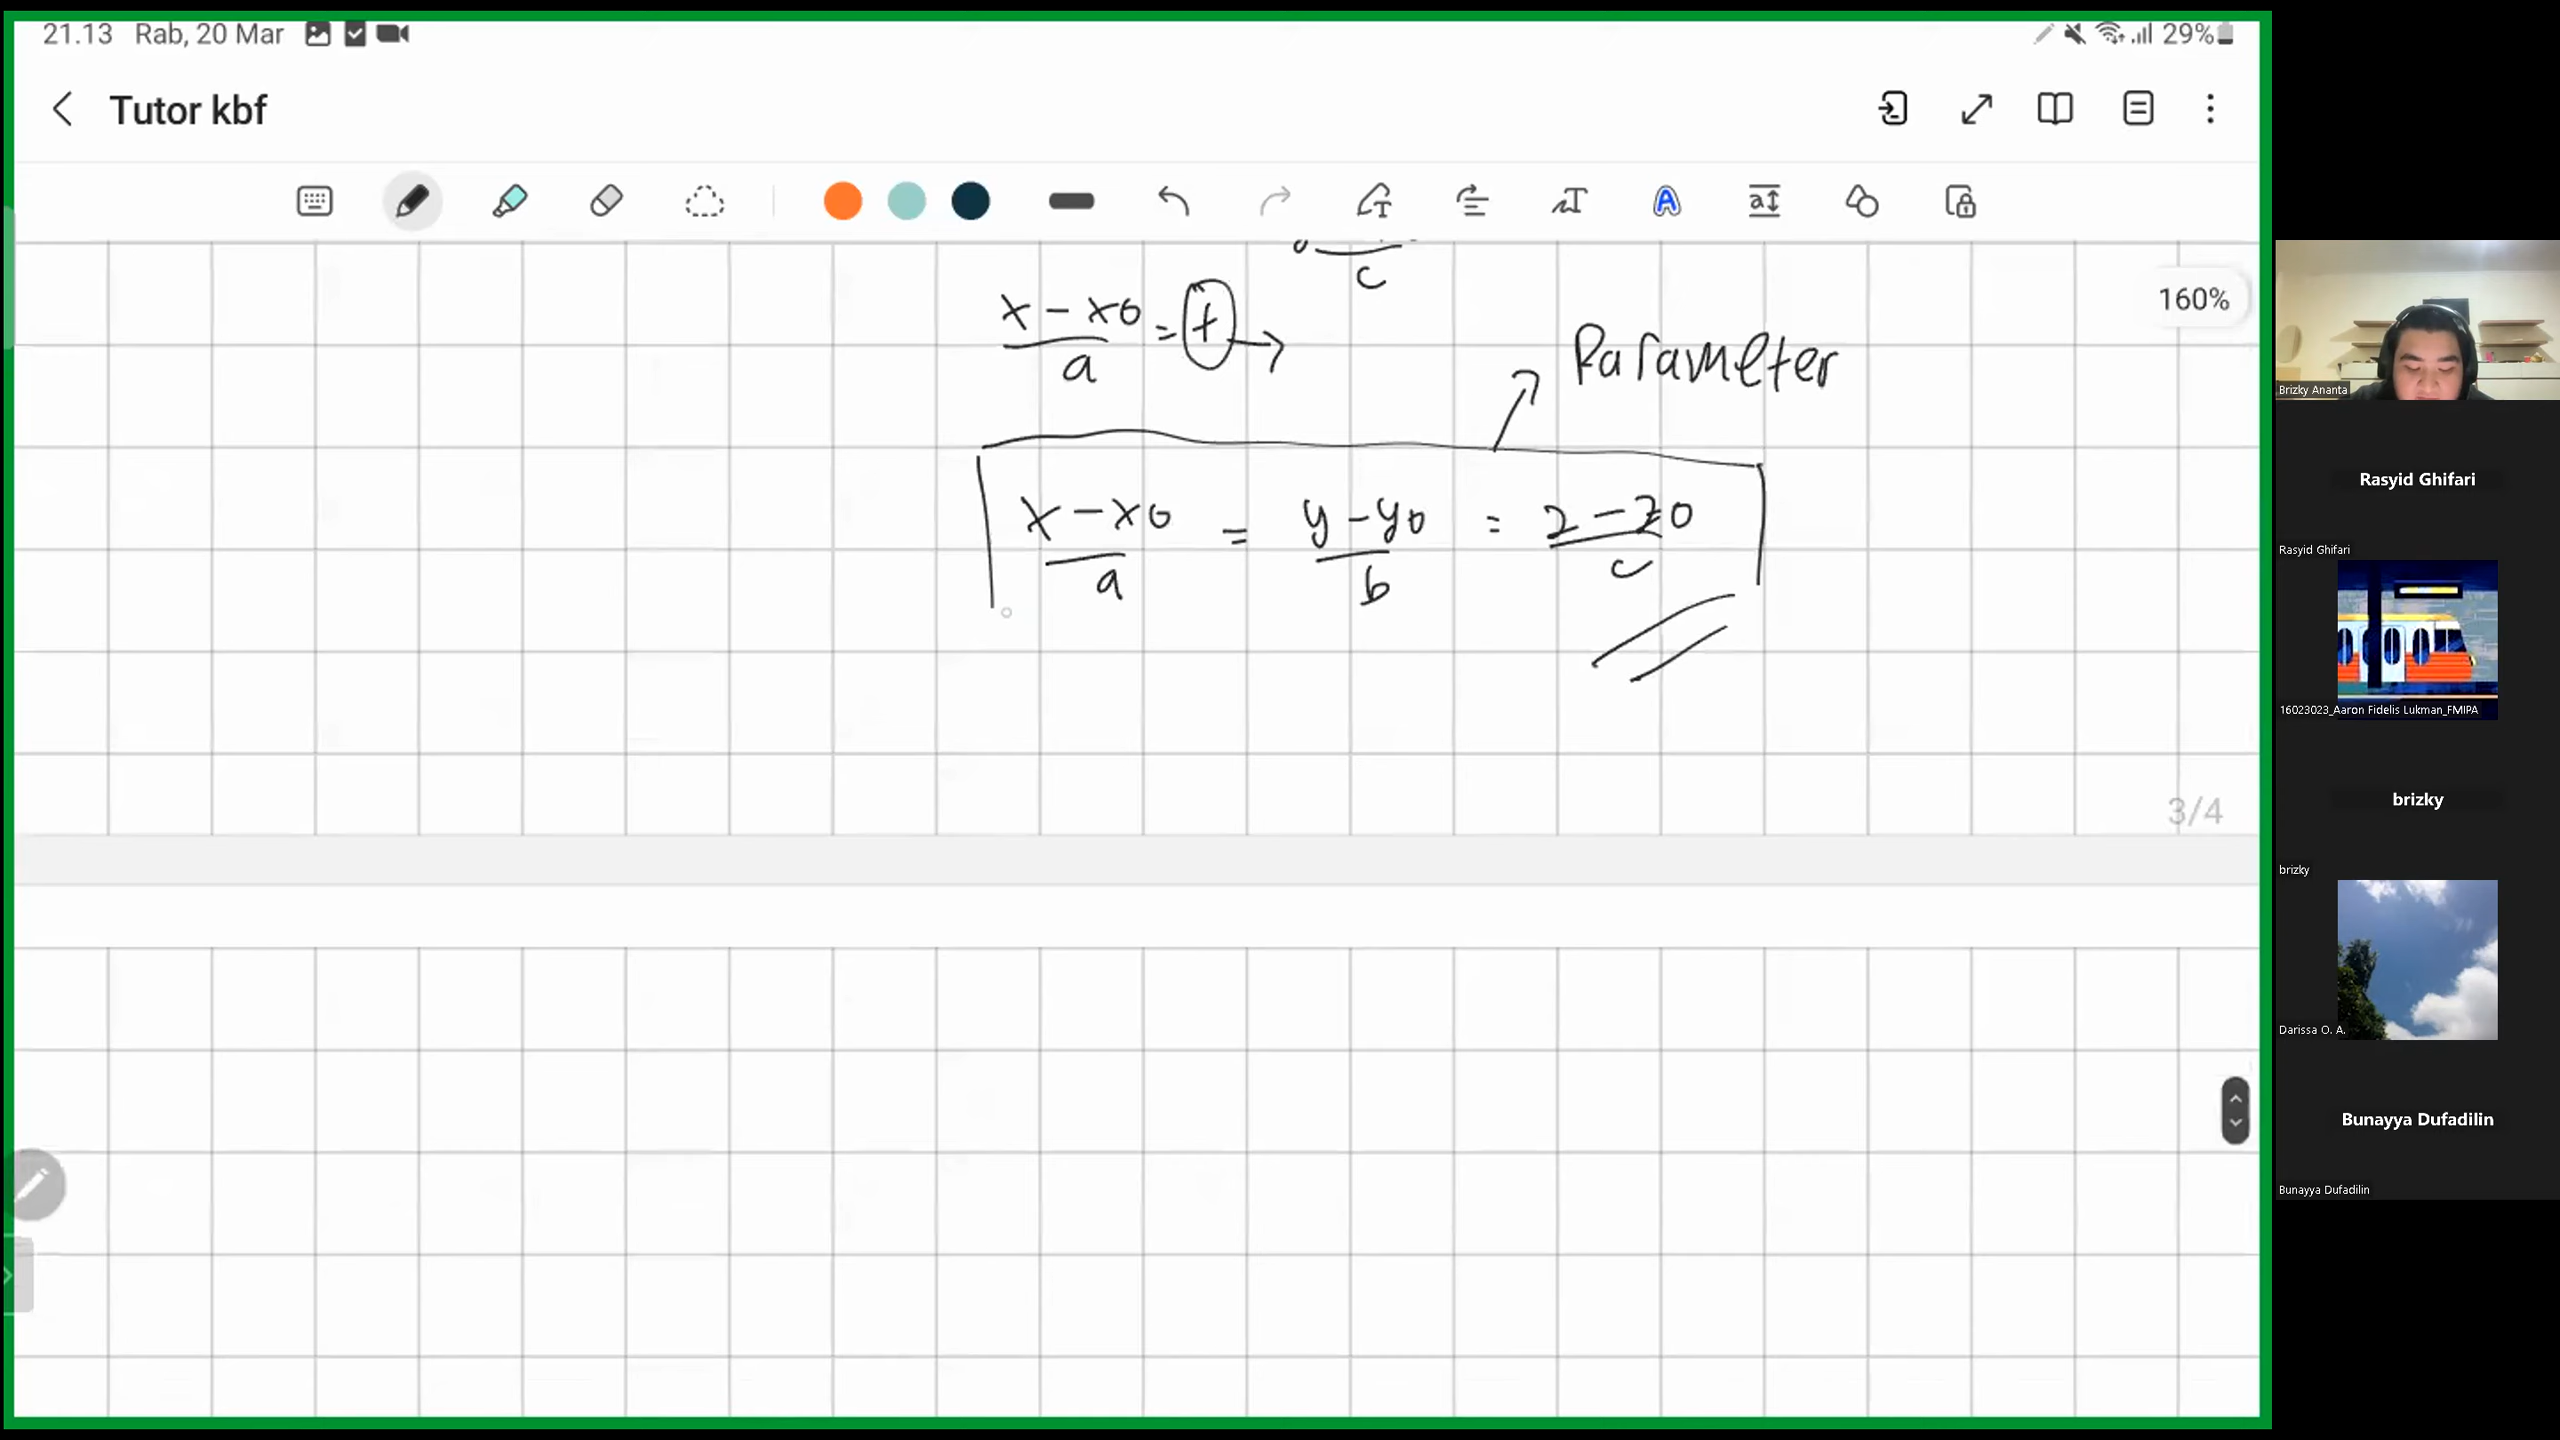 21.13 Rab, 20 Mar
29%
Tutor kbf
160%
c
x - x0 / a = t →
Parameter
x - x0 / a = y - y0 / b = z - z0 / c
3/4
Brizky Ananta
Rasyid Ghifari
Rasyid Ghifari
16023023_Aaron Fidelis Lukman_FMIPA
brizky
brizky
Darissa O. A.
Bunayya Dufadilin
Bunayya Dufadilin